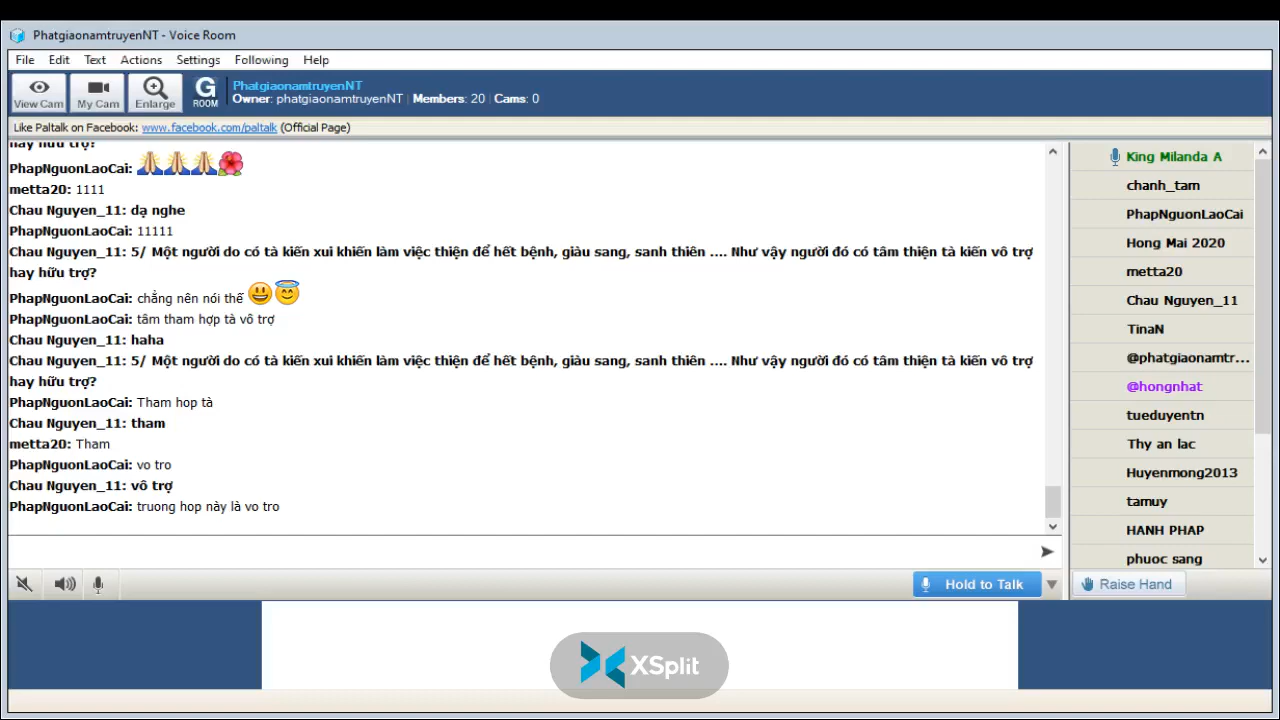 PhatgiaonamtruyenNT - Voice Room
File Edit Text Actions Settings Following Help
View Cam My Cam Enlarge G ROOM
PhatgiaonamtruyenNT
Owner: phatgiaonamtruyenNT | Members: 20 | Cams: 0
Like Paltalk on Facebook: www.facebook.com/paltalk (Official Page)
hay hữu trợ?
PhapNguonLaoCai:
metta20: 1111
Chau Nguyen_11: dạ nghe
PhapNguonLaoCai: 11111
Chau Nguyen_11: 5/ Một người do có tà kiến xui khiến làm việc thiện để hết bệnh, giàu sang, sanh thiên .... Như vậy người đó có tâm thiện tà kiến vô trợ
hay hữu trợ?
PhapNguonLaoCai: chẳng nên nói thế
PhapNguonLaoCai: tâm tham hợp tà vô trợ
Chau Nguyen_11: haha
Chau Nguyen_11: 5/ Một người do có tà kiến xui khiến làm việc thiện để hết bệnh, giàu sang, sanh thiên .... Như vậy người đó có tâm thiện tà kiến vô trợ
hay hữu trợ?
PhapNguonLaoCai: Tham hop tà
Chau Nguyen_11: tham
metta20: Tham
PhapNguonLaoCai: vo tro
Chau Nguyen_11: vô trợ
PhapNguonLaoCai: truong hop này là vo tro
King Milanda A
chanh_tam
PhapNguonLaoCai
Hong Mai 2020
metta20
Chau Nguyen_11
TinaN
@phatgiaonamtr...
@hongnhat
tueduyentn
Thy an lac
Huyenmong2013
tamuy
HANH PHAP
phuoc sang
Hold to Talk
Raise Hand
XSplit